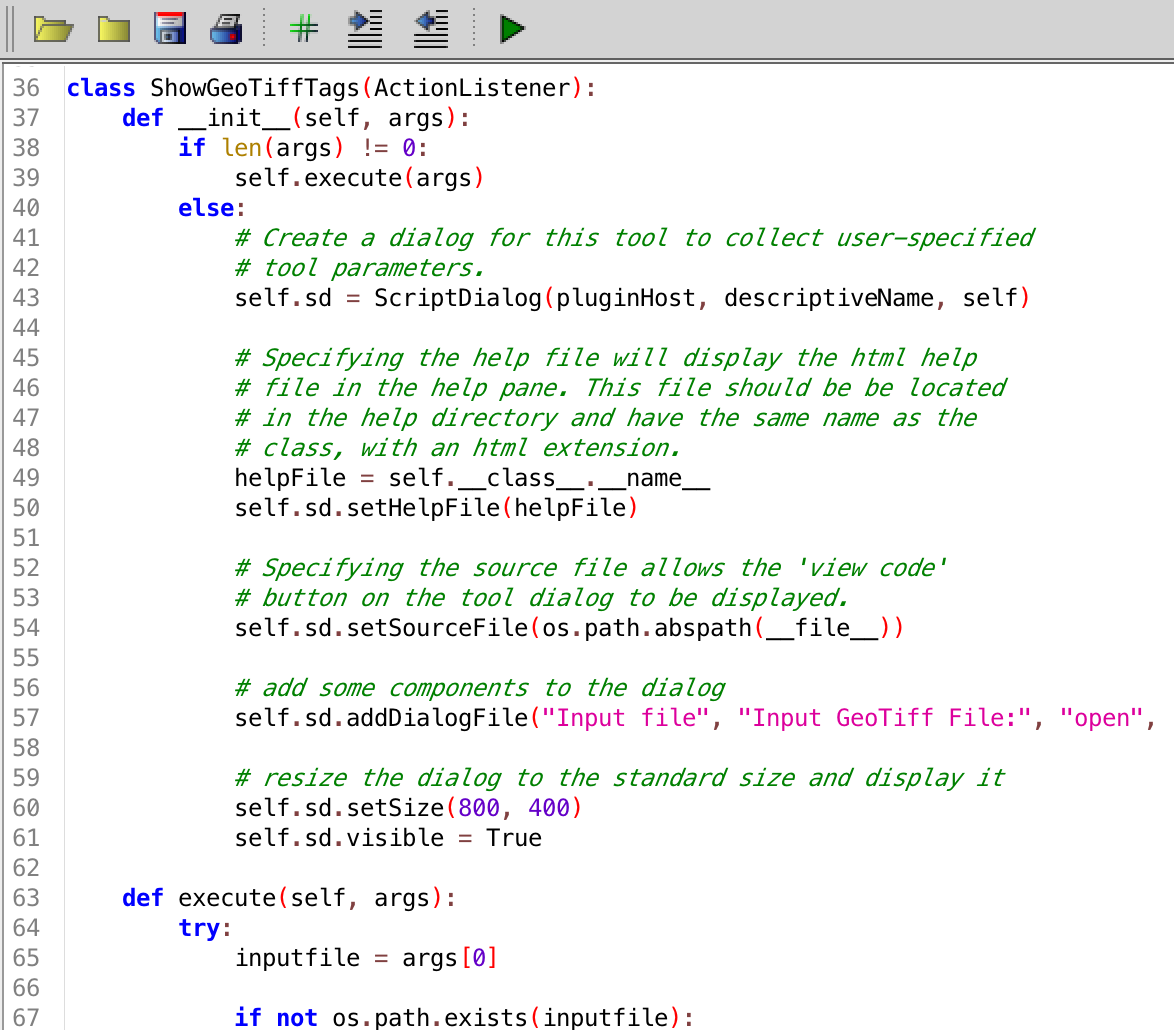 36 class ShowGeoTiffTags(ActionListener):
37     def __init__(self, args):
38         if len(args) != 0:
39             self.execute(args)
40         else:
41             # Create a dialog for this tool to collect user-specified
42             # tool parameters.
43             self.sd = ScriptDialog(pluginHost, descriptiveName, self)
44
45             # Specifying the help file will display the html help
46             # file in the help pane. This file should be be located
47             # in the help directory and have the same name as the
48             # class, with an html extension.
49             helpFile = self.__class__.__name__
50             self.sd.setHelpFile(helpFile)
51
52             # Specifying the source file allows the 'view code'
53             # button on the tool dialog to be displayed.
54             self.sd.setSourceFile(os.path.abspath(__file__))
55
56             # add some components to the dialog
57             self.sd.addDialogFile("Input file", "Input GeoTiff File:", "open",
58
59             # resize the dialog to the standard size and display it
60             self.sd.setSize(800, 400)
61             self.sd.visible = True
62
63     def execute(self, args):
64         try:
65             inputfile = args[0]
66
67             if not os.path.exists(inputfile):